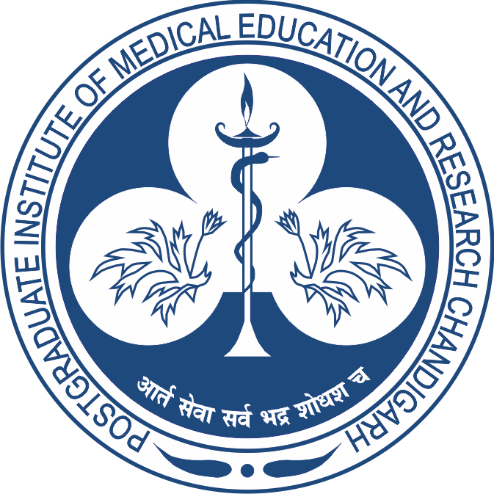 POSTGRADUATE INSTITUTE OF MEDICAL EDUCATION AND RESEARCH CHANDIGARH
आर्त सेवा सर्व भद्र शोधश च